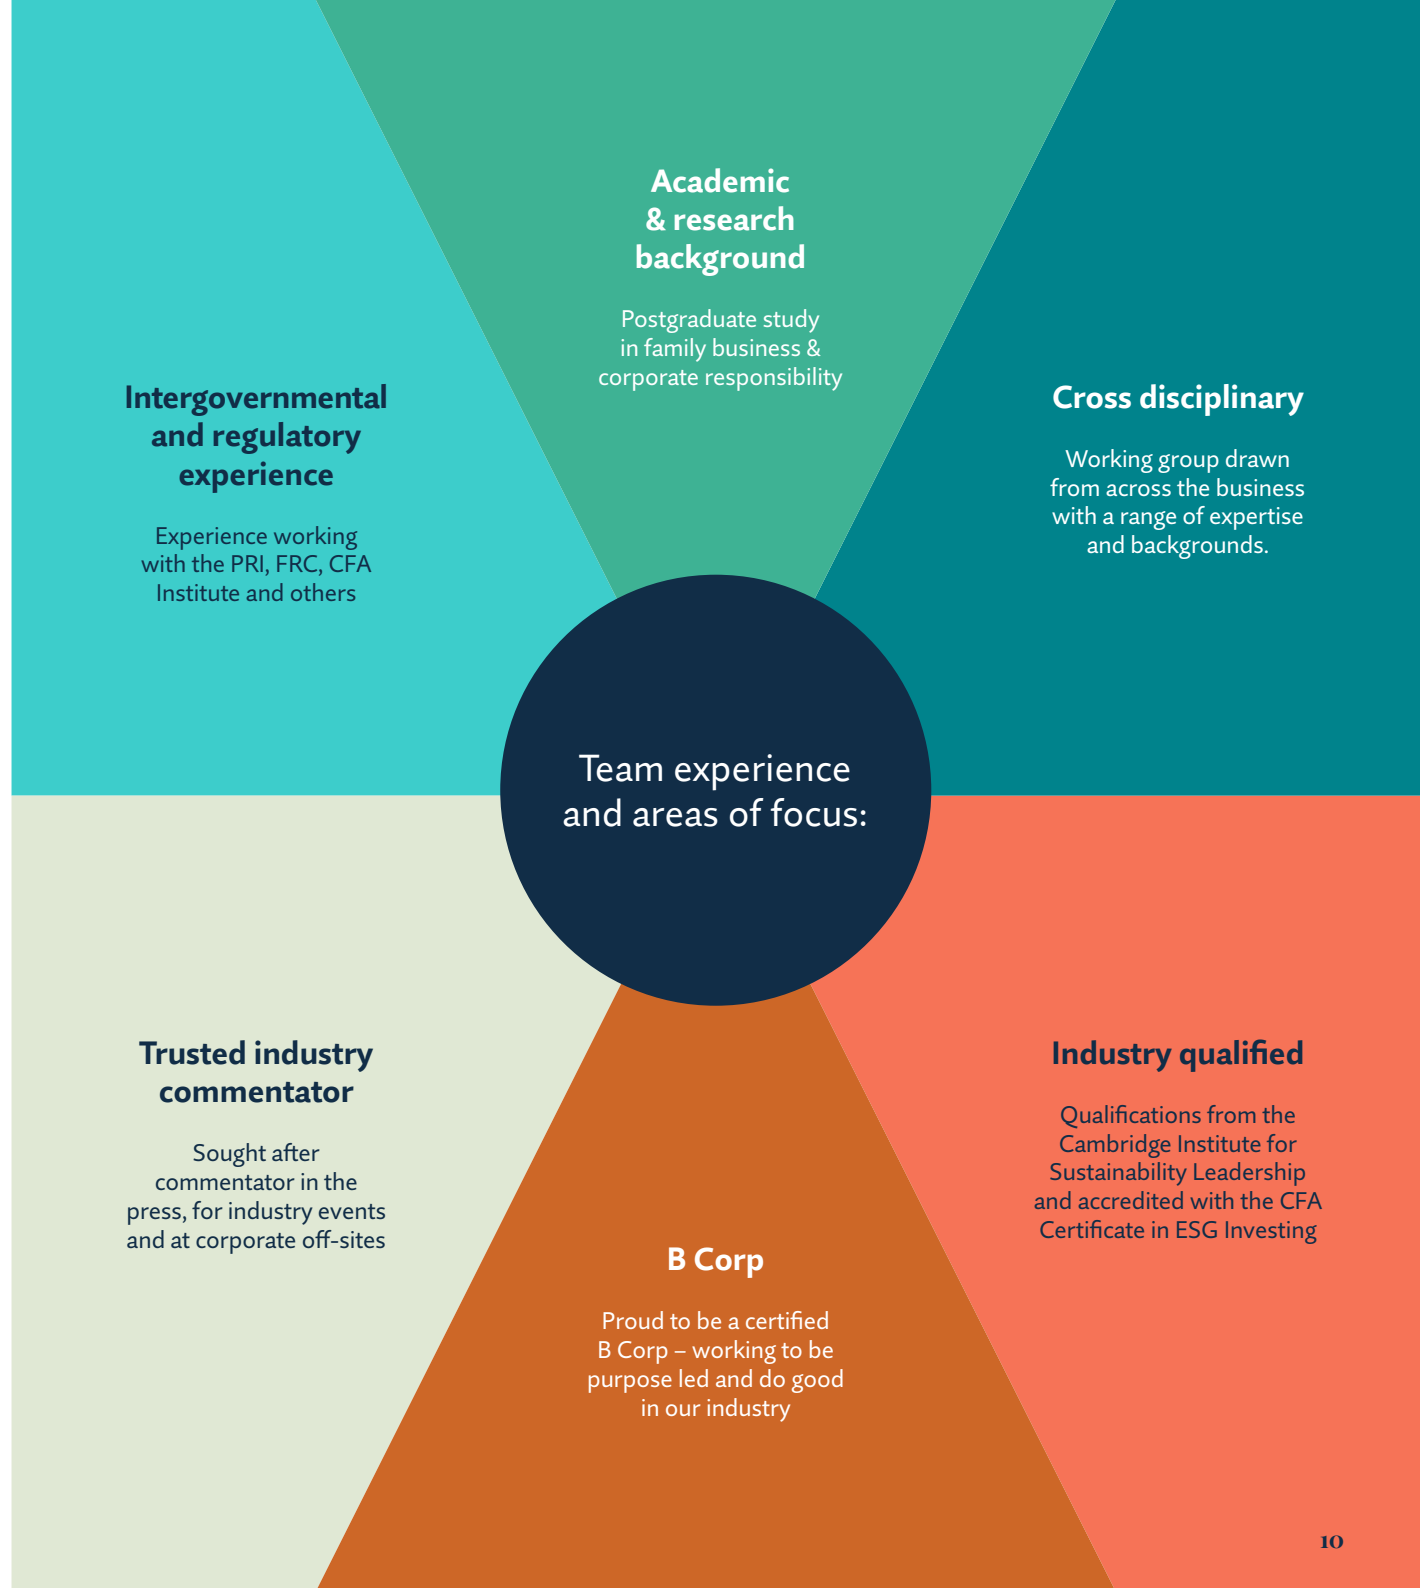 Academic
& research
background
Postgraduate study
in family business &
corporate responsibility
Intergovernmental
and regulatory
experience
Experience working
with the PRI, FRC, CFA
Institute and others
Cross disciplinary
Working group drawn
from across the business
with a range of expertise
and backgrounds.
Team experience
and areas of focus:
Trusted industry
commentator
Sought after
commentator in the
press, for industry events
and at corporate off-sites
Industry qualified
Qualifications from the
Cambridge Institute for
Sustainability Leadership
and accredited with the CFA
Certificate in ESG Investing
B Corp
Proud to be a certified
B Corp – working to be
purpose led and do good
in our industry
10